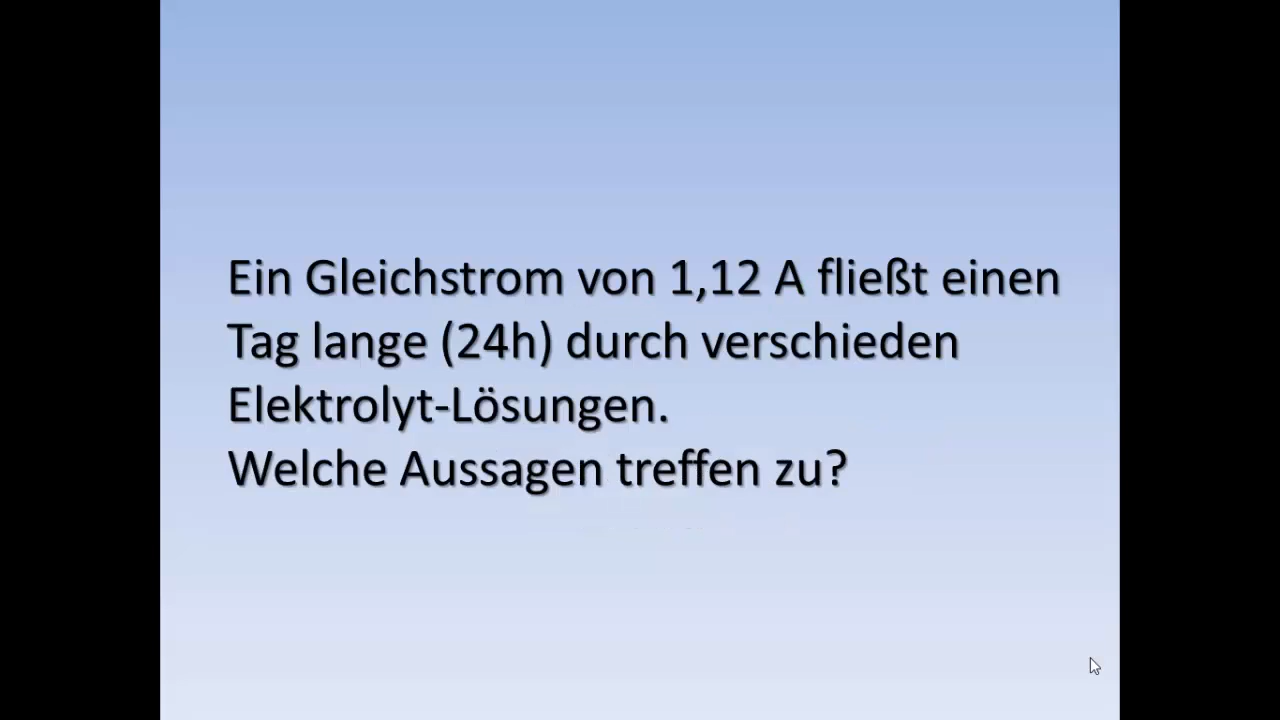 Ein Gleichstrom von 1,12 A fließt einen
Tag lange (24h) durch verschieden
Elektrolyt-Lösungen.
Welche Aussagen treffen zu?